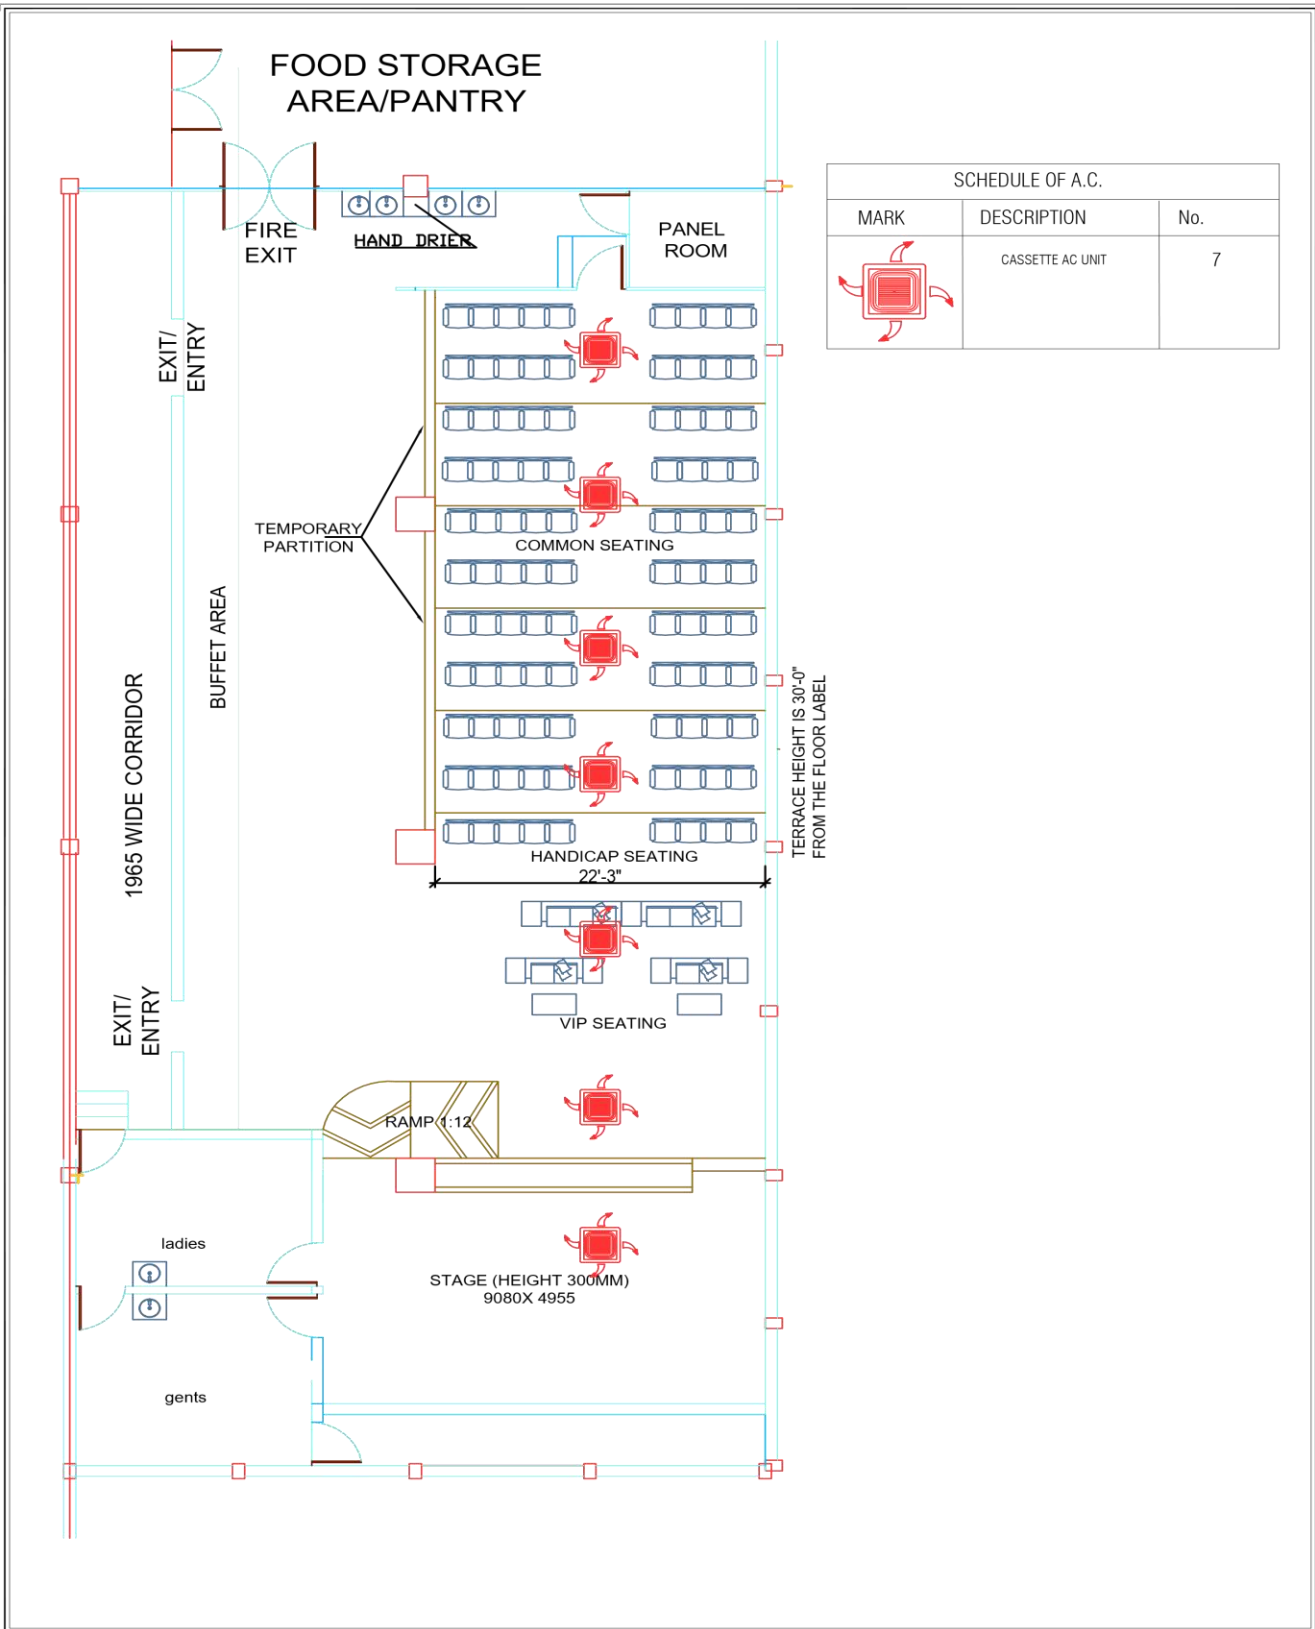 FOOD STORAGE
AREA/PANTRY
SCHEDULE OF A.C.
MARK
DESCRIPTION
No.
CASSETTE AC UNIT
7
FIRE
EXIT
HAND DRIER
PANEL
ROOM
EXIT/
ENTRY
TEMPORARY
PARTITION
COMMON SEATING
BUFFET AREA
1965 WIDE CORRIDOR
TERRACE HEIGHT IS 30'-0"
FROM THE FLOOR LABEL
HANDICAP SEATING
22'-3"
EXIT/
ENTRY
VIP SEATING
RAMP 1:12
ladies
STAGE (HEIGHT 300MM)
9080X 4955
gents